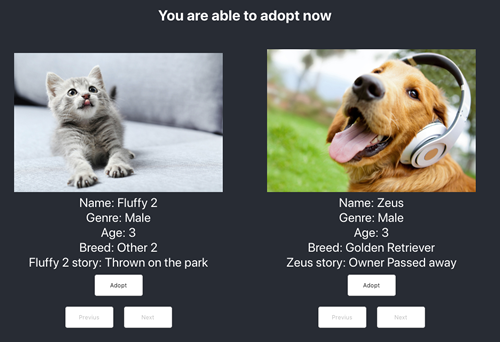 You are able to adopt now
Name: Fluffy 2
Genre: Male
Age: 3
Breed: Other 2
Fluffy 2 story: Thrown on the park
Adopt
Previus
Next
Name: Zeus
Genre: Male
Age: 3
Breed: Golden Retriever
Zeus story: Owner Passed away
Adopt
Previus
Next